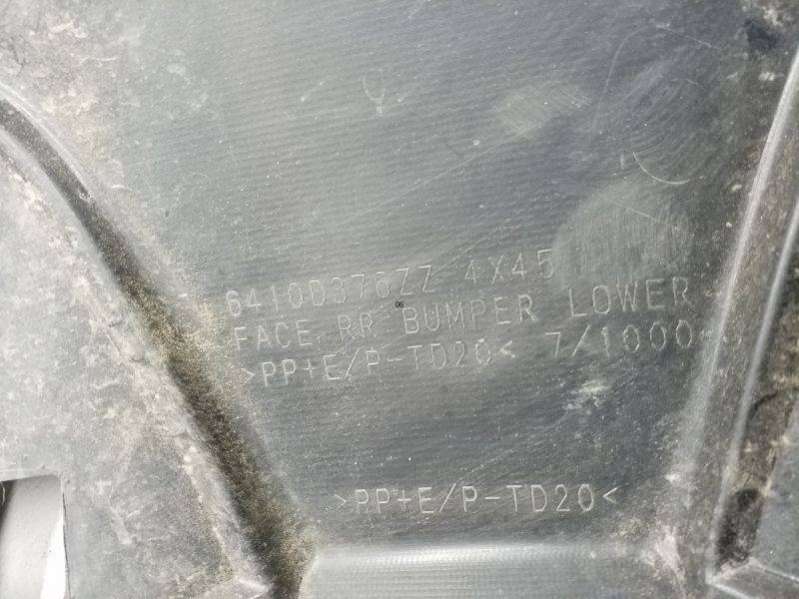 6410D376ZZ 4X45
FACE, RR BUMPER LOWER
>PP+E/P-TD20< 7/1000
>PP+E/P-TD20<